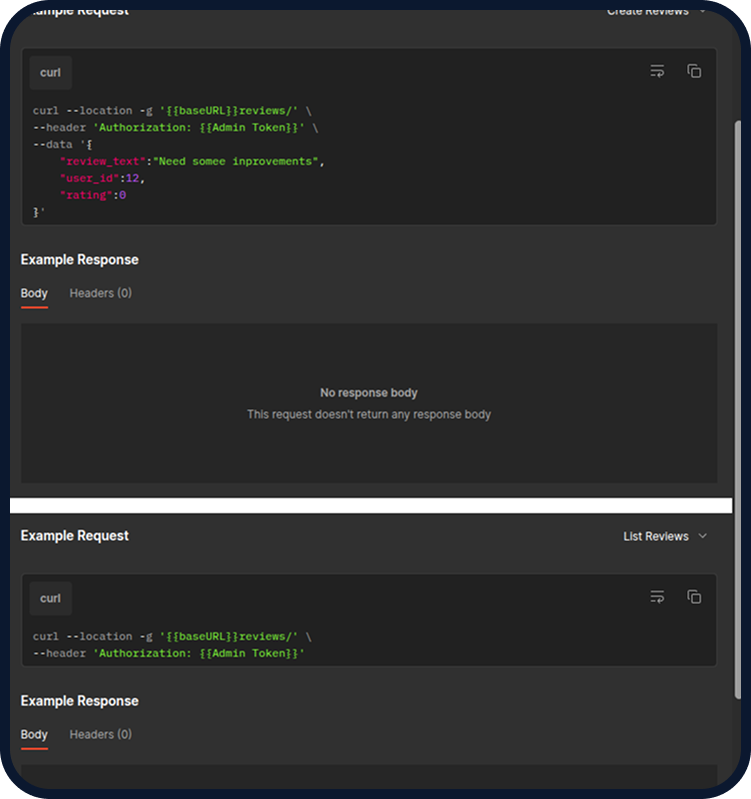 Example Request
Create Reviews
curl
curl --location -g '{{baseURL}}reviews/' \
--header 'Authorization: {{Admin Token}}' \
--data '{
    "review_text":"Need somee inprovements",
    "user_id":12,
    "rating":0
}'
Example Response
Body Headers (0)
No response body
This request doesn't return any response body
Example Request
List Reviews
curl
curl --location -g '{{baseURL}}reviews/' \
--header 'Authorization: {{Admin Token}}'
Example Response
Body Headers (0)